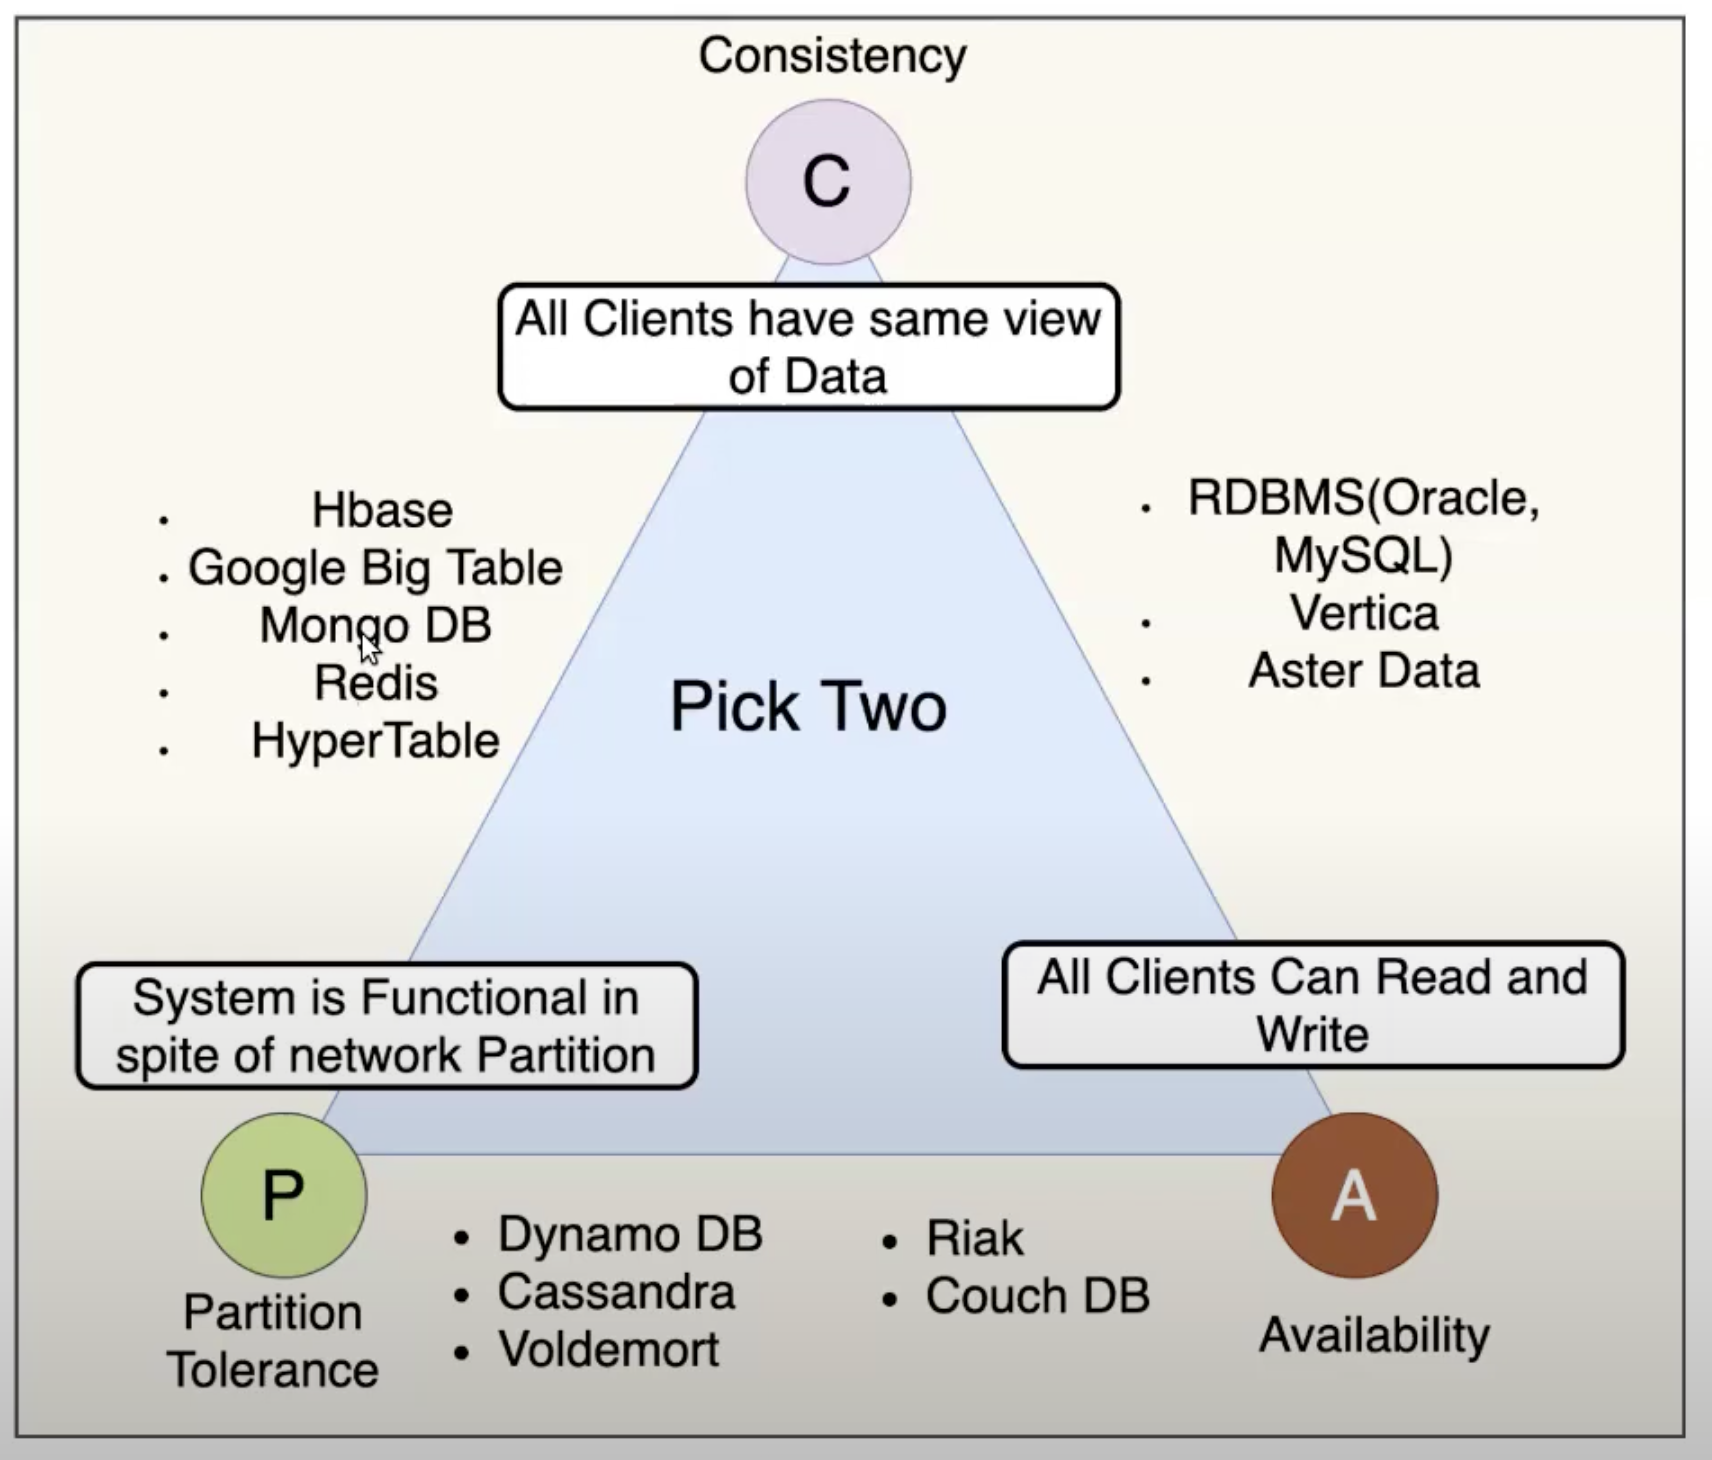 Consistency
C
All Clients have same view
of Data
• Hbase
• Google Big Table
• Mongo DB
• Redis
• HyperTable
• RDBMS(Oracle,
MySQL)
• Vertica
• Aster Data
Pick Two
System is Functional in
spite of network Partition
All Clients Can Read and
Write
P
A
Partition
Tolerance
• Dynamo DB
• Cassandra
• Voldemort
• Riak
• Couch DB
Availability